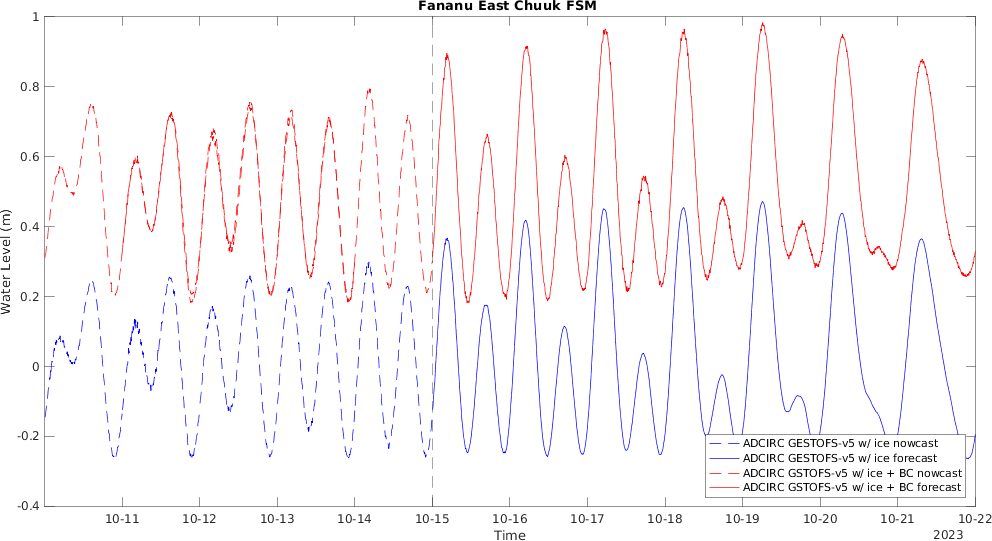 Fananu East Chuuk FSM
1
0.8
0.6
0.4
0.2
0
-0.2
-0.4
Water Level (m)
ADCIRC GESTOFS-v5 w/ ice nowcast
ADCIRC GESTOFS-v5 w/ ice forecast
ADCIRC GSTOFS-v5 w/ ice + BC nowcast
ADCIRC GSTOFS-v5 w/ ice + BC forecast
10-11 10-12 10-13 10-14 10-15 10-16 10-17 10-18 10-19 10-20 10-21 10-22
Time 2023